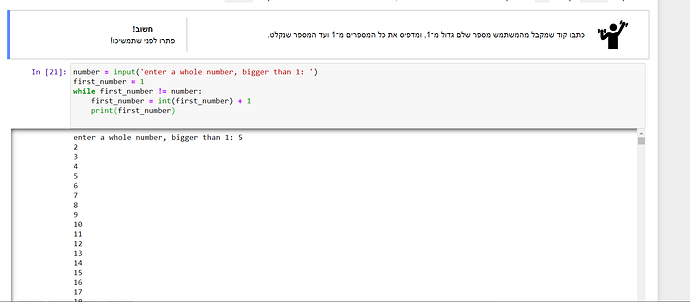 חשוב!
פתרו לפני שתמשיכו!
כתבו קוד שמקבל מהמשתמש מספר שלם גדול מ־1, ומדפיס את כל המספרים מ־1 ועד המספר שנקלט.
In [21]: number = input('enter a whole number, bigger than 1: ')
first_number = 1
while first_number != number:
    first_number = int(first_number) + 1
    print(first_number)
enter a whole number, bigger than 1: 5
2
3
4
5
6
7
8
9
10
11
12
13
14
15
16
17